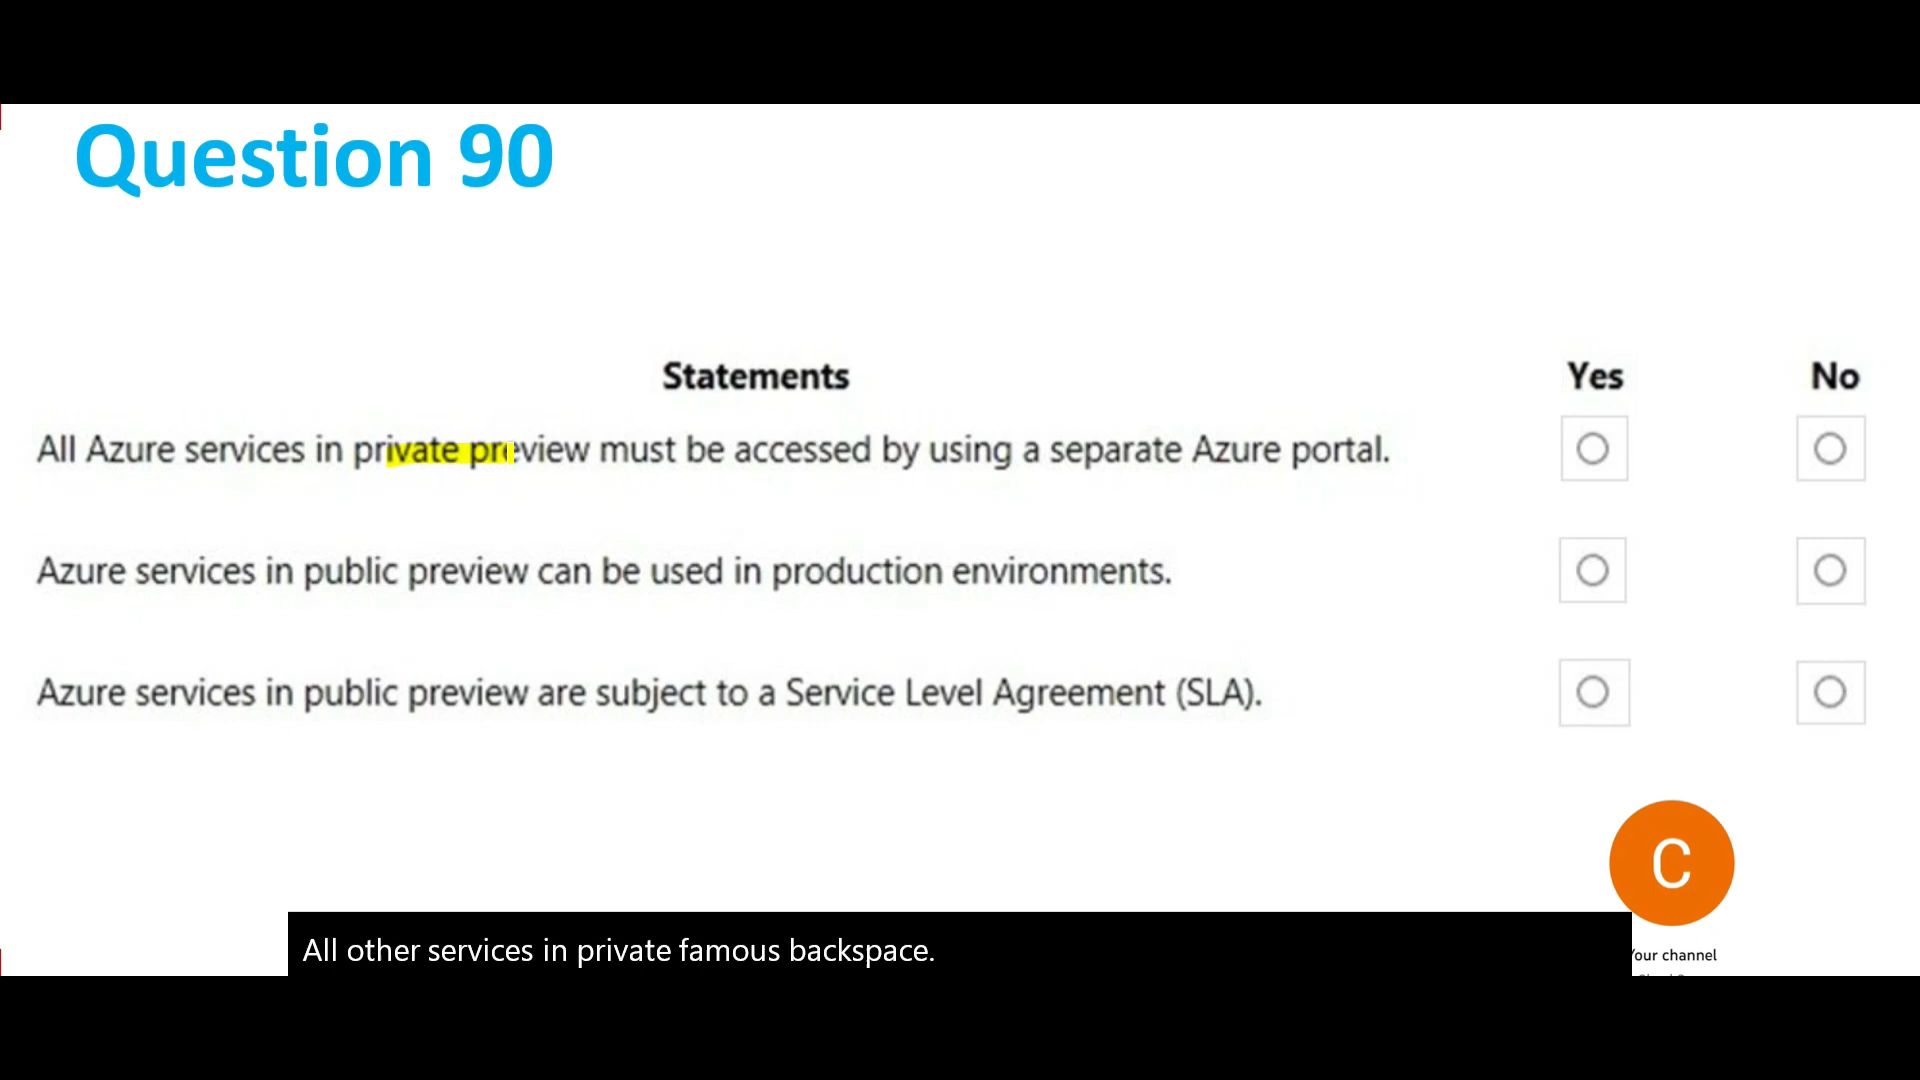 Question 90
Statements Yes No
All Azure services in private preview must be accessed by using a separate Azure portal.
Azure services in public preview can be used in production environments.
Azure services in public preview are subject to a Service Level Agreement (SLA).
C
All other services in private famous backspace.
Your channel